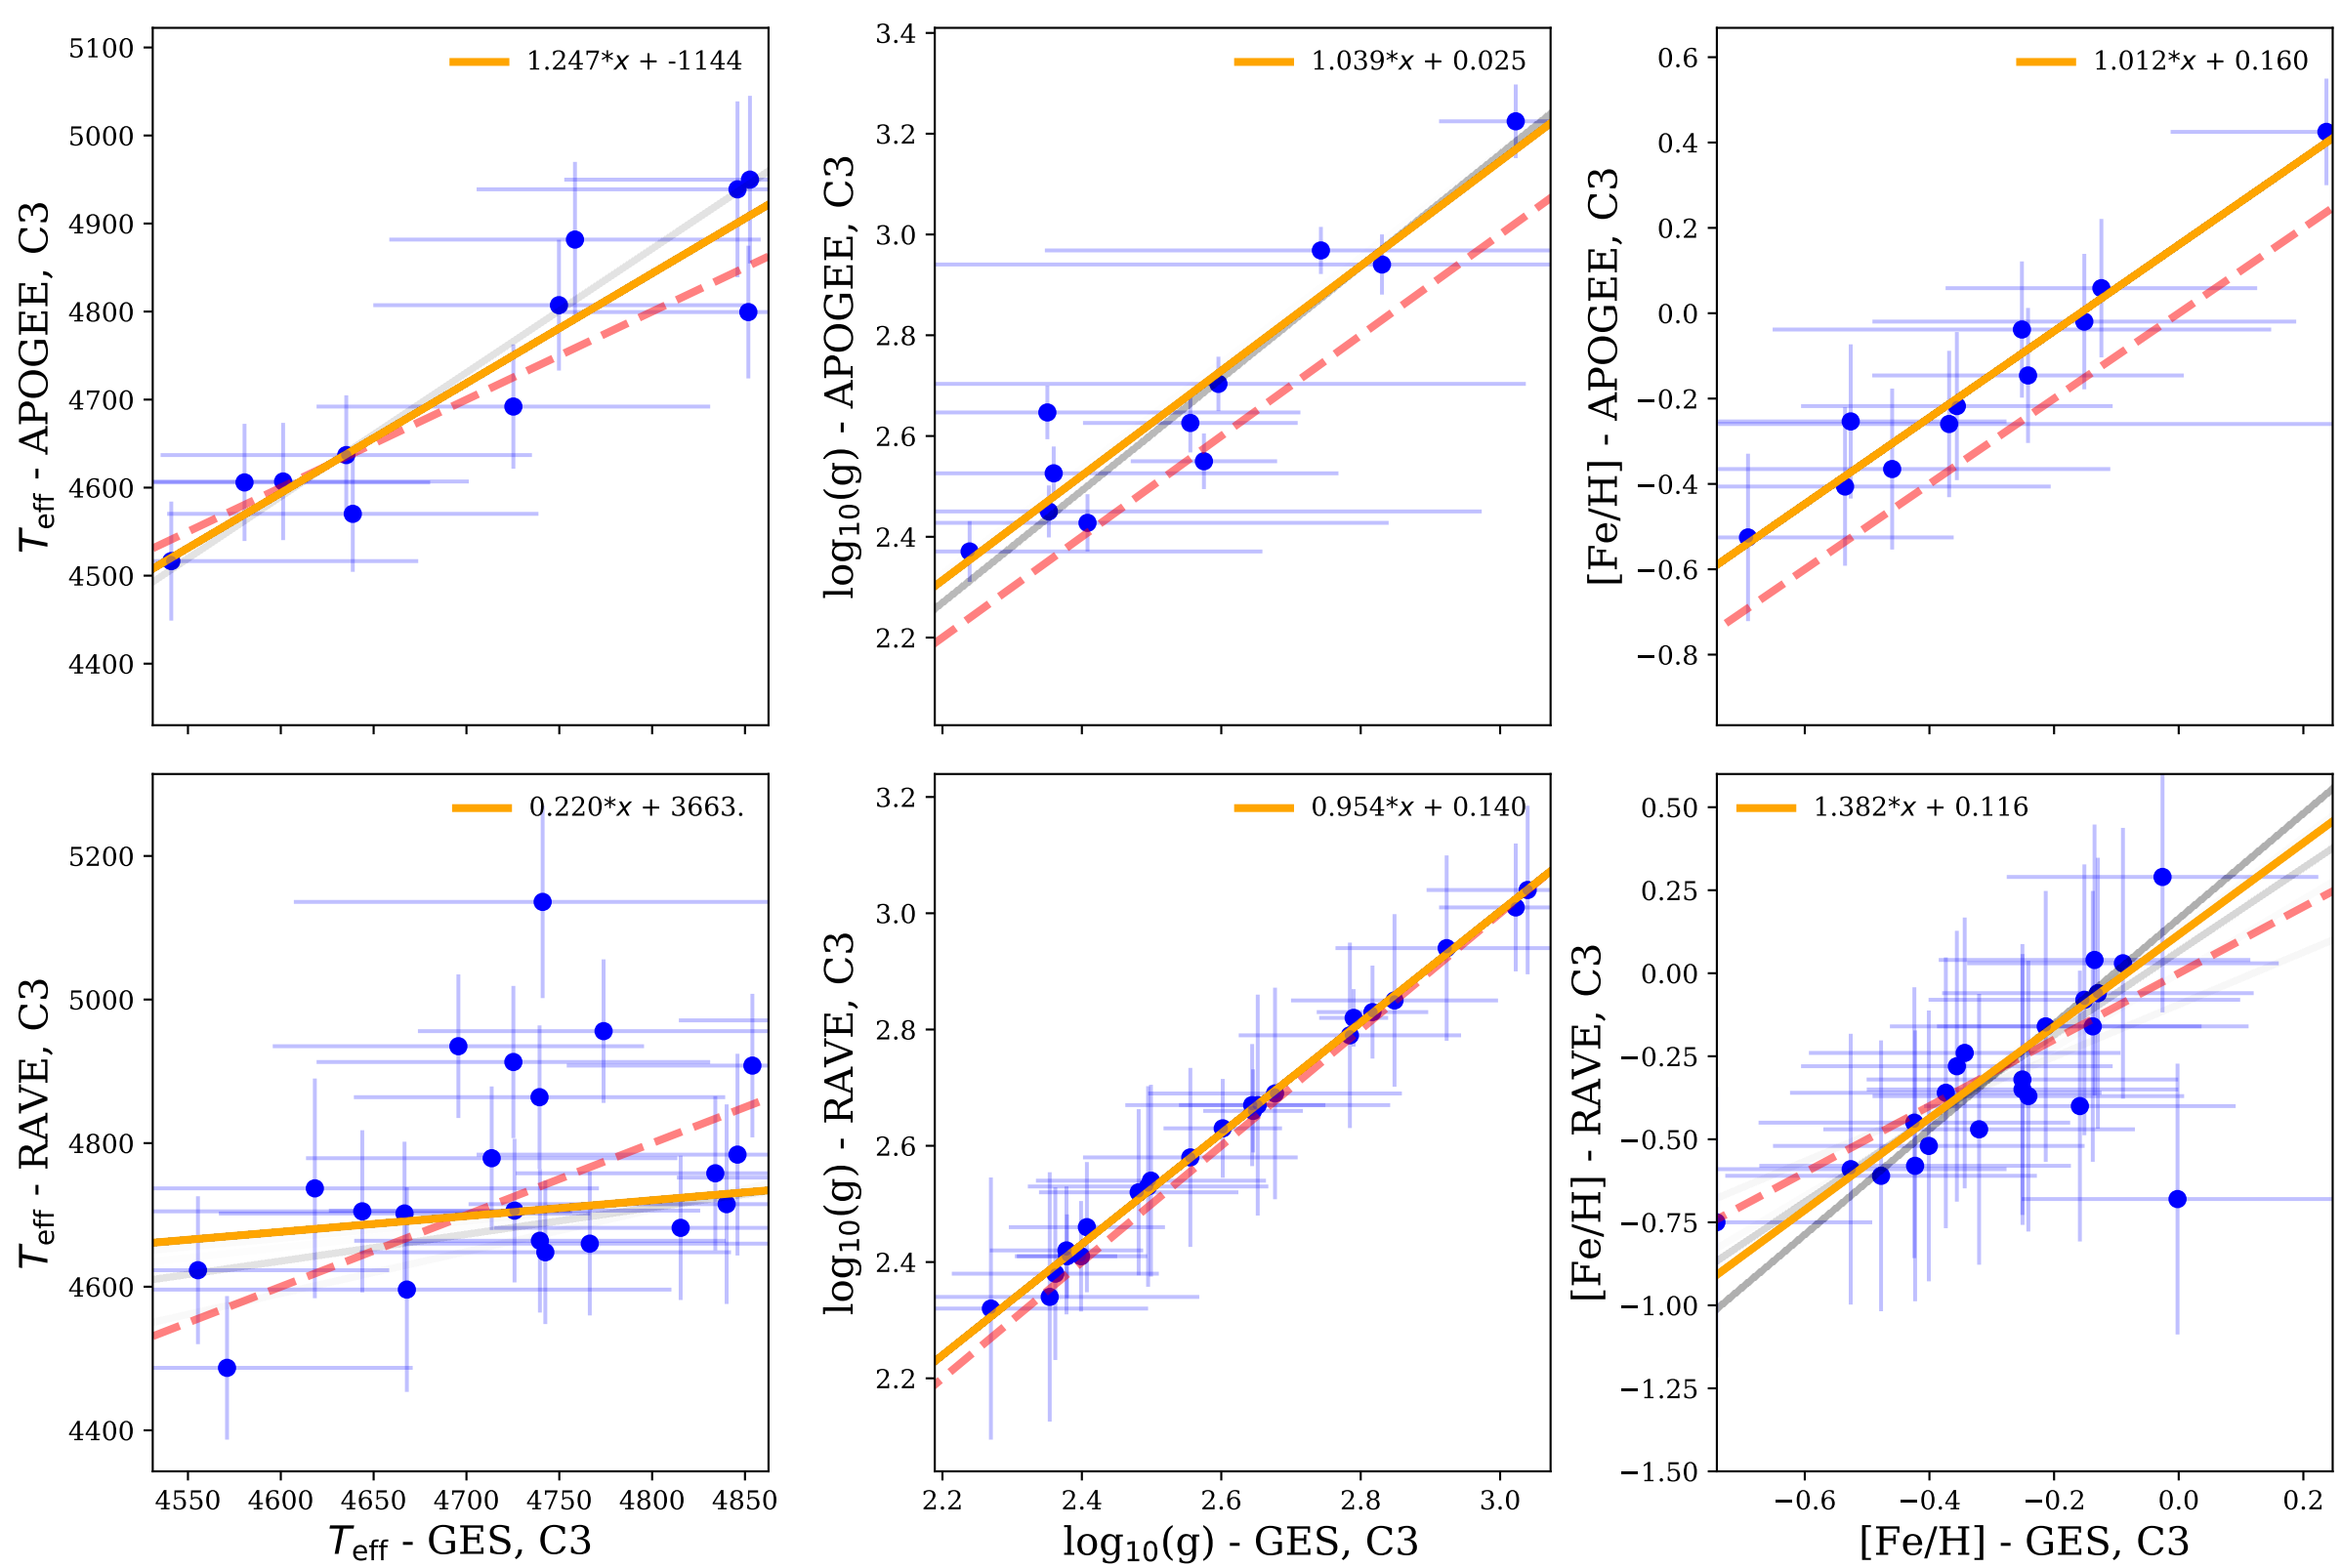 1.247*x + -1144
5100
5000
4900
4800
4700
4600
4500
4400
T_eff - APOGEE, C3
1.039*x + 0.025
3.4
3.2
3.0
2.8
2.6
2.4
2.2
log₁₀(g) - APOGEE, C3
1.012*x + 0.160
0.6
0.4
0.2
0.0
−0.2
−0.4
−0.6
−0.8
[Fe/H] - APOGEE, C3
0.220*x + 3663.
5200
5000
4800
4600
4400
T_eff - RAVE, C3
4550 4600 4650 4700 4750 4800 4850
T_eff - GES, C3
0.954*x + 0.140
3.2
3.0
2.8
2.6
2.4
2.2
log₁₀(g) - RAVE, C3
2.2 2.4 2.6 2.8 3.0
log₁₀(g) - GES, C3
1.382*x + 0.116
0.50
0.25
0.00
−0.25
−0.50
−0.75
−1.00
−1.25
−1.50
[Fe/H] - RAVE, C3
−0.6 −0.4 −0.2 0.0 0.2
[Fe/H] - GES, C3